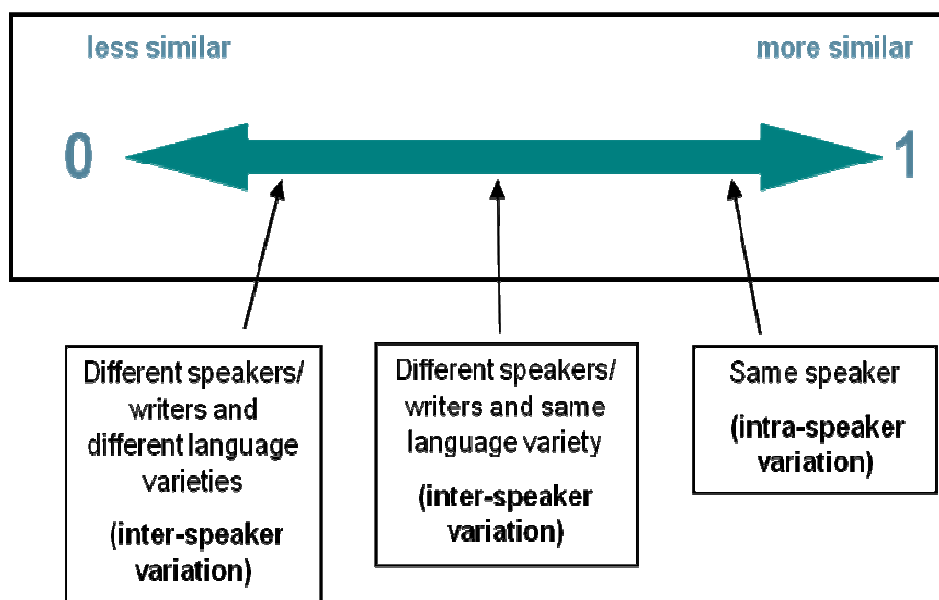 less similar
more similar
0
1
Different speakers/
writers and
different language
varieties
(inter-speaker
variation)
Different speakers/
writers and same
language variety
(inter-speaker
variation)
Same speaker
(intra-speaker
variation)